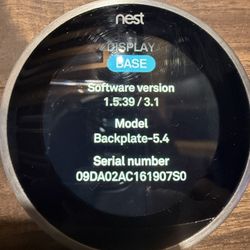 nest
DISPLAY
BASE
Software version
1.5.39 / 3.1
Model
Backplate-5.4
Serial number
09DA02AC161907S0